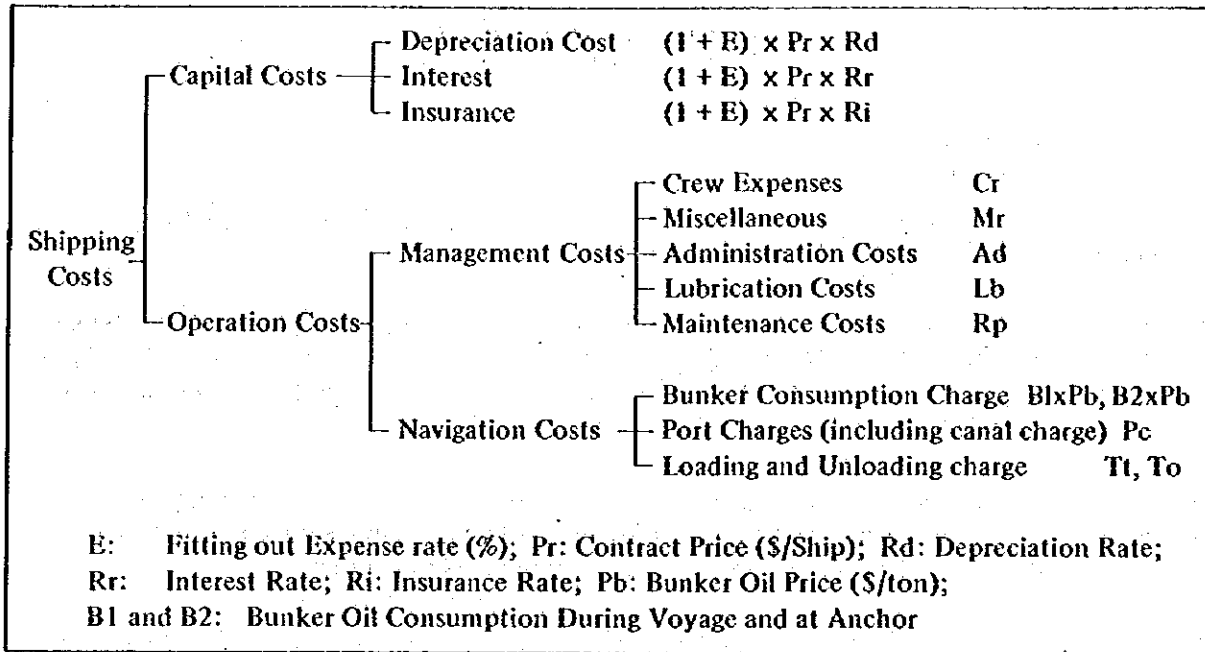 Depreciation Cost (1 + E) x Pr x Rd
Capital Costs Interest (1 + E) x Pr x Rr
Insurance (1 + E) x Pr x Ri
Crew Expenses Cr
Miscellaneous Mr
Shipping Costs Management Costs Administration Costs Ad
Lubrication Costs Lb
Operation Costs Maintenance Costs Rp
Bunker Consumption Charge B1xPb, B2xPb
Navigation Costs Port Charges (including canal charge) Pc
Loading and Unloading charge Tt, To
E: Fitting out Expense rate (%); Pr: Contract Price ($/Ship); Rd: Depreciation Rate;
Rr: Interest Rate; Ri: Insurance Rate; Pb: Bunker Oil Price ($/ton);
B1 and B2: Bunker Oil Consumption During Voyage and at Anchor